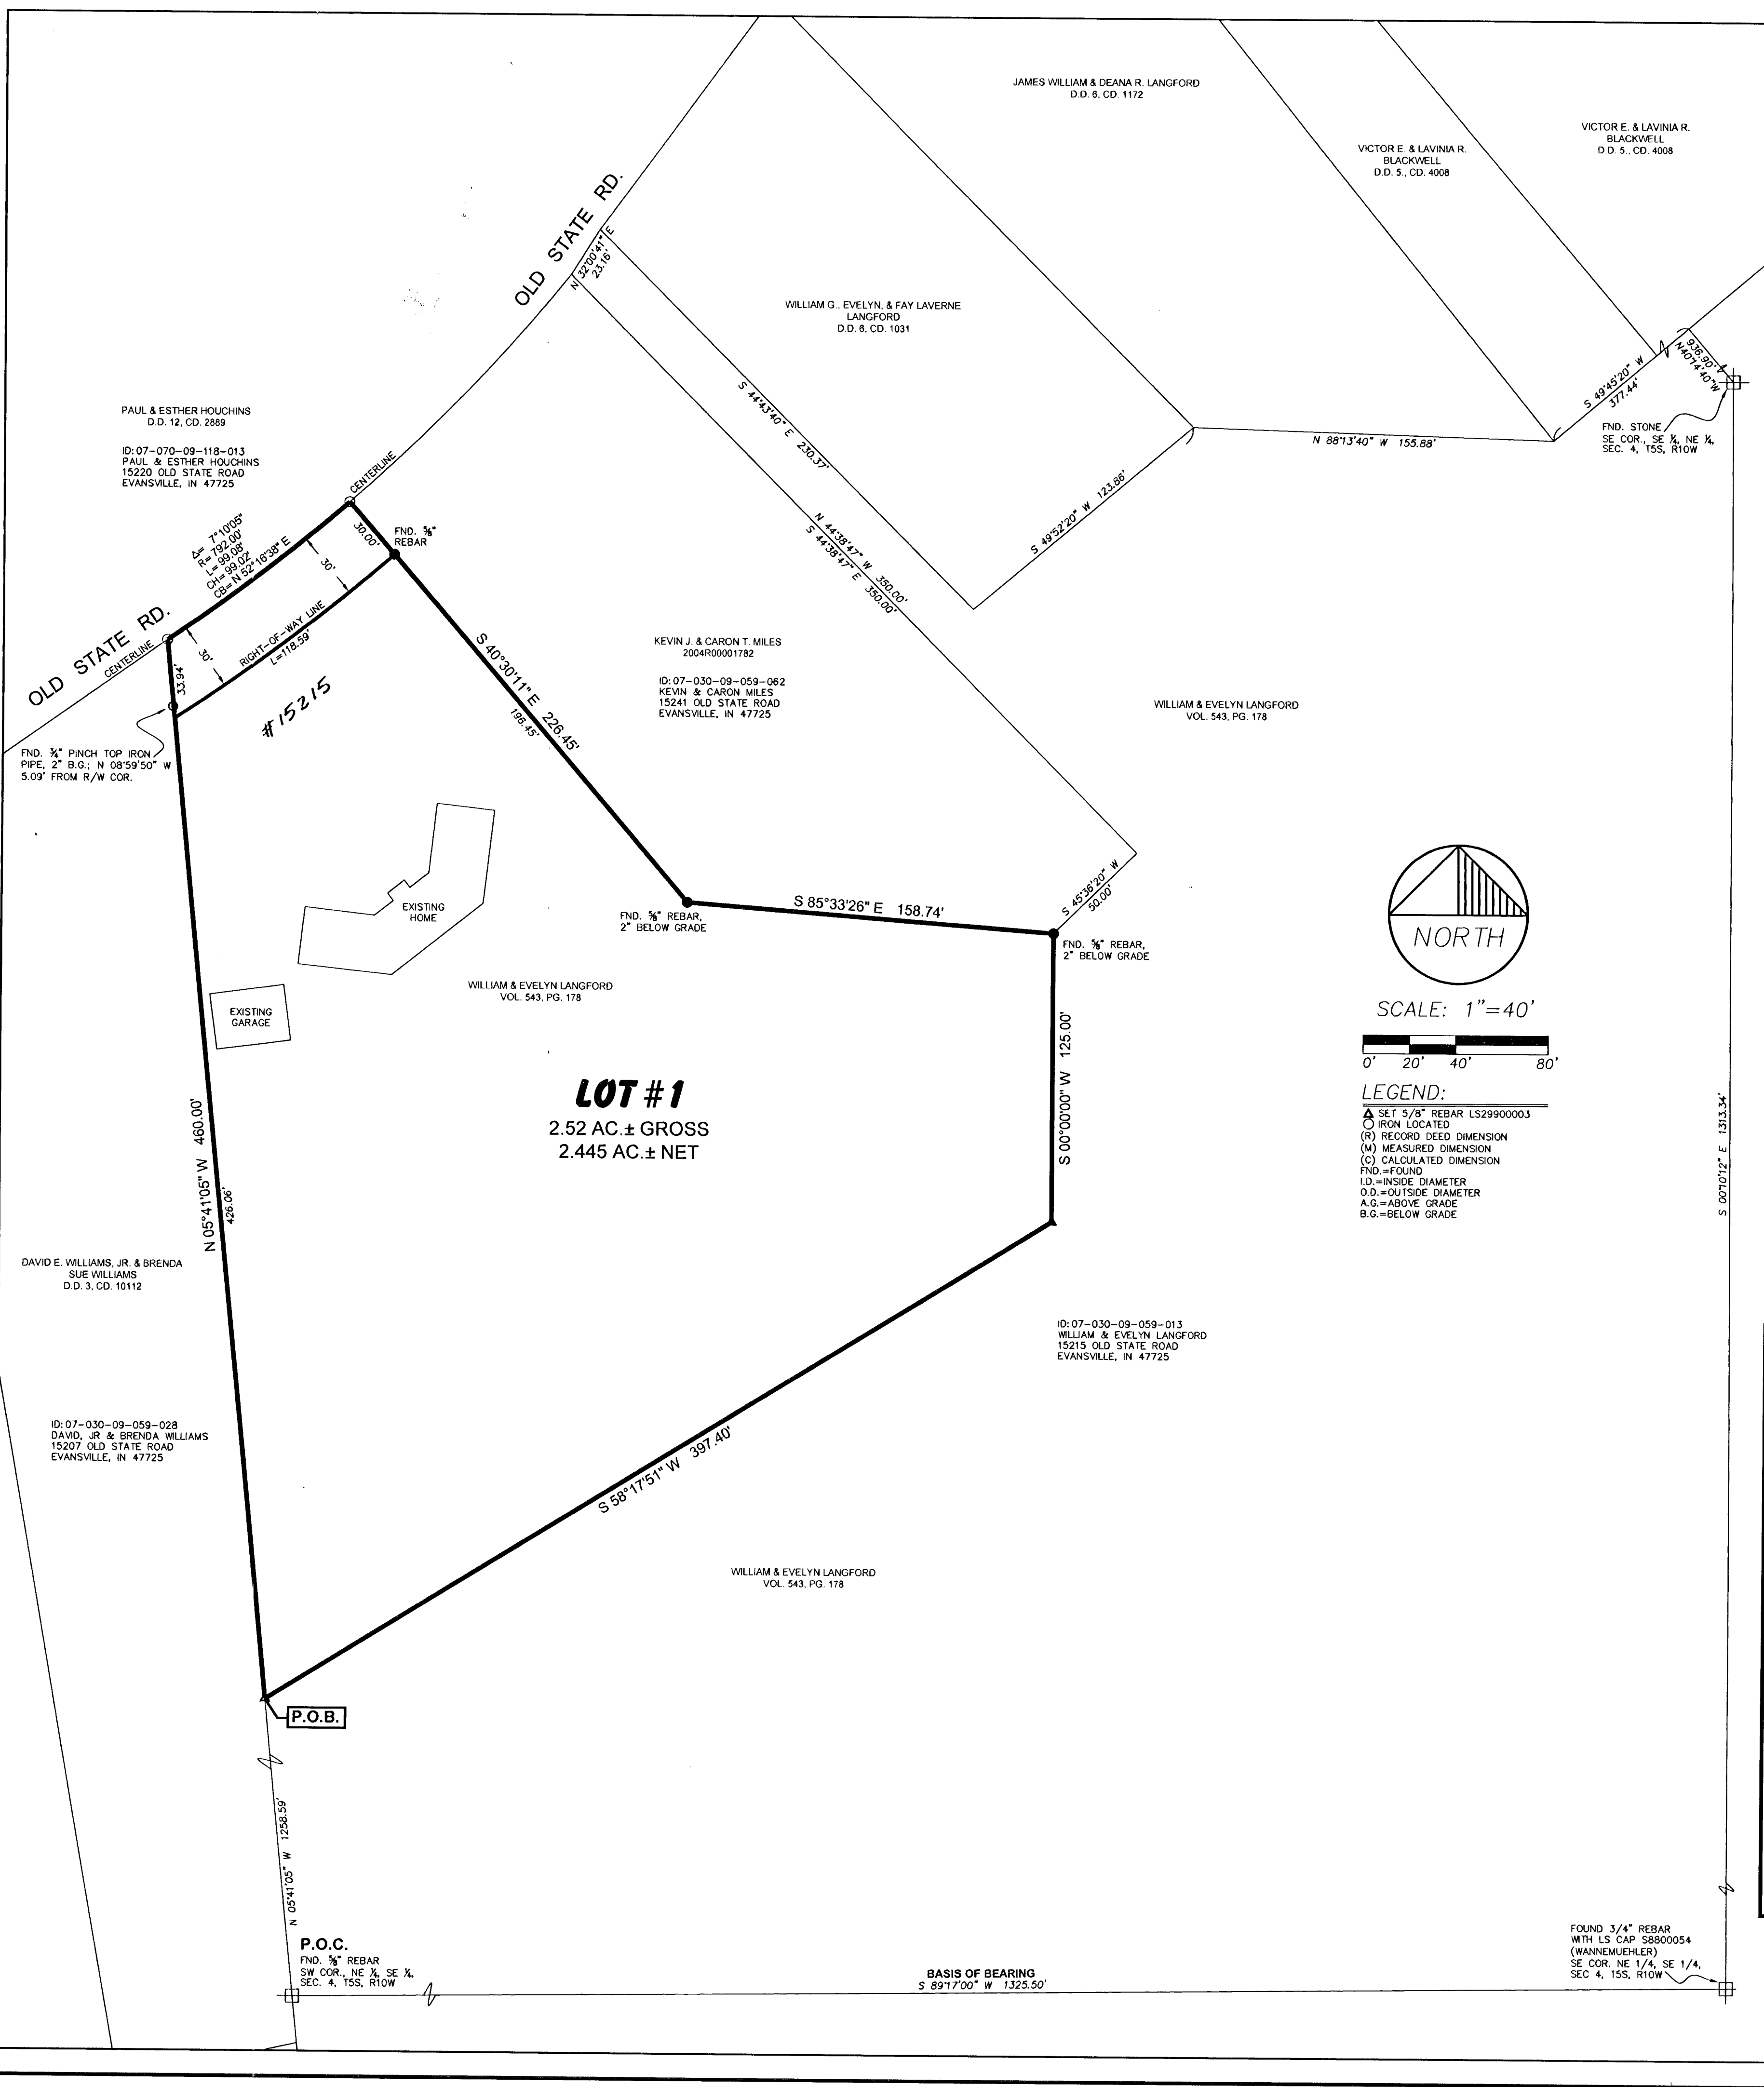 JAMES WILLIAM & DEANA R. LANGFORD
D.D. 6, CD. 1172
VICTOR E. & LAVINIA R.
BLACKWELL
D.D. 5., CD. 4008
VICTOR E. & LAVINIA R.
BLACKWELL
D.D. 5., CD. 4008
OLD STATE RD.
N 32°00'41" E
23.16'
WILLIAM G., EVELYN, & FAY LAVERNE
LANGFORD
D.D. 6, CD. 1031
936.90'
N40°14'40"W
S 49°45'20" W
377.44'
FND. STONE
SE COR., SE ¼, NE ¼,
SEC. 4, T5S, R10W
S 44°43'40" E 230.37'
N 88°13'40" W 155.88'
PAUL & ESTHER HOUCHINS
D.D. 12, CD. 2889
ID: 07-070-09-118-013
PAUL & ESTHER HOUCHINS
15220 OLD STATE ROAD
EVANSVILLE, IN 47725
CENTERLINE
S 49°52'20" W 123.86'
30.00'
FND. ⅝"
REBAR
Δ= 7°10'05"
R= 792.00'
L= 99.08'
CH= 99.02'
CB= N 52°16'38" E
30'
N 44°38'47" W 350.00'
S 44°38'47" E 350.00'
OLD STATE RD.
CENTERLINE
30'
RIGHT-OF-WAY LINE
L=118.59'
33.94'
#15215
S 40°30'11" E 226.45'
196.45'
KEVIN J. & CARON T. MILES
2004R00001782
ID: 07-030-09-059-062
KEVIN & CARON MILES
15241 OLD STATE ROAD
EVANSVILLE, IN 47725
WILLIAM & EVELYN LANGFORD
VOL. 543, PG. 178
FND. ¾" PINCH TOP IRON
PIPE, 2" B.G.; N 08°59'50" W
5.09' FROM R/W COR.
EXISTING
HOME
FND. ⅝" REBAR,
2" BELOW GRADE
S 85°33'26" E 158.74'
S 45°36'20" W
50.00'
FND. ⅝" REBAR,
2" BELOW GRADE
NORTH
SCALE: 1"=40'
0' 20' 40' 80'
WILLIAM & EVELYN LANGFORD
VOL. 543, PG. 178
EXISTING
GARAGE
LOT #1
2.52 AC.± GROSS
2.445 AC.± NET
S 00°00'00" W 125.00'
LEGEND:
SET 5/8" REBAR LS29900003
IRON LOCATED
(R) RECORD DEED DIMENSION
(M) MEASURED DIMENSION
(C) CALCULATED DIMENSION
FND.=FOUND
I.D.=INSIDE DIAMETER
O.D.=OUTSIDE DIAMETER
A.G.=ABOVE GRADE
B.G.=BELOW GRADE
S 00°10'12" E 1313.34'
N 05°41'05" W 460.00'
426.06'
DAVID E. WILLIAMS, JR. & BRENDA
SUE WILLIAMS
D.D. 3, CD. 10112
ID: 07-030-09-059-013
WILLIAM & EVELYN LANGFORD
15215 OLD STATE ROAD
EVANSVILLE, IN 47725
ID: 07-030-09-059-028
DAVID, JR & BRENDA WILLIAMS
15207 OLD STATE ROAD
EVANSVILLE, IN 47725
S 58°17'51" W 397.40'
WILLIAM & EVELYN LANGFORD
VOL. 543, PG. 178
P.O.B.
N 05°41'05" W 1258.59'
P.O.C.
FND. ⅝" REBAR
SW COR., NE ¼, SE ¼,
SEC. 4, T5S, R10W
BASIS OF BEARING
S 89°17'00" W 1325.50'
FOUND 3/4" REBAR
WITH LS CAP S8800054
(WANNEMUEHLER)
SE COR. NE 1/4, SE 1/4,
SEC 4, T5S, R10W